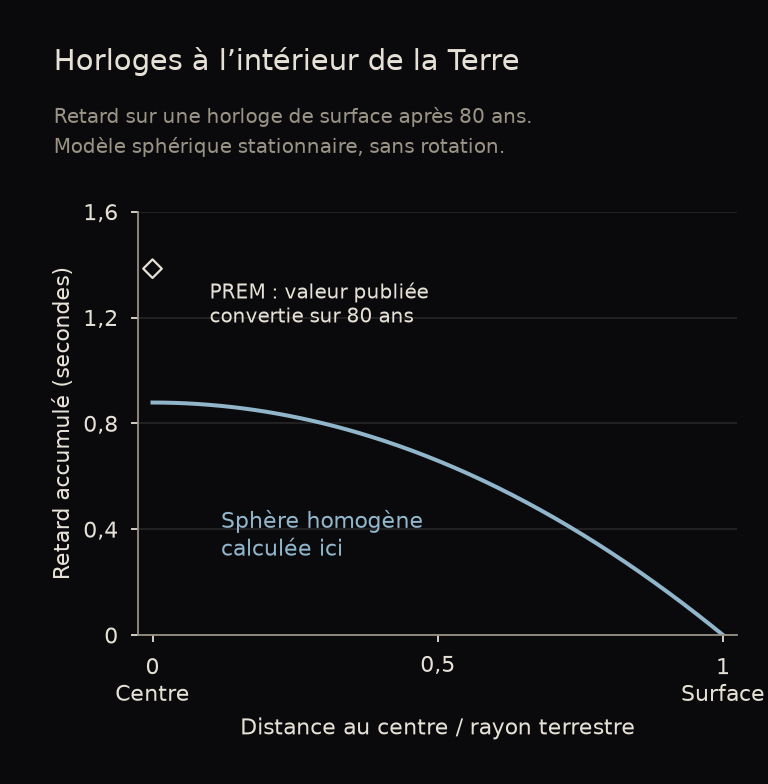 Horloges à l’intérieur de la Terre
Retard sur une horloge de surface après 80 ans.
Modèle sphérique stationnaire, sans rotation.
Retard accumulé (secondes)
1,6
1,2
0,8
0,4
0
PREM : valeur publiée
convertie sur 80 ans
Sphère homogène
calculée ici
0
0,5
1
Centre
Surface
Distance au centre / rayon terrestre